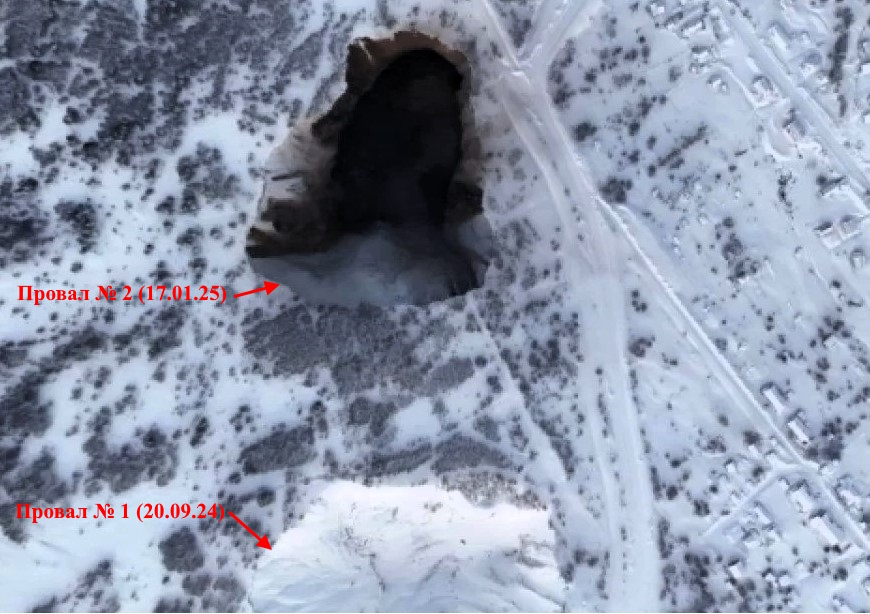 Провал № 2 (17.01.25)
Провал № 1 (20.09.24)